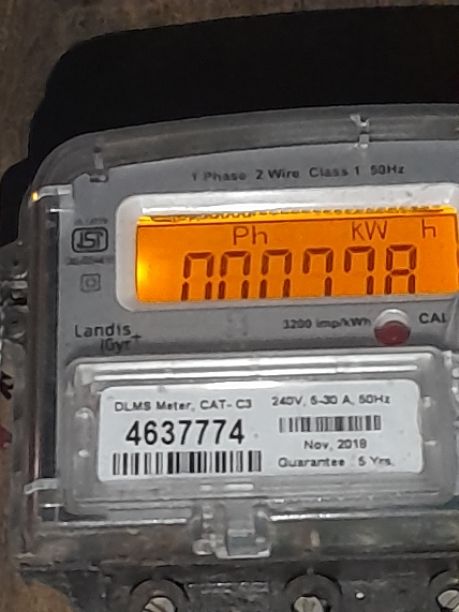 1 Phase 2 Wire Class 1 50Hz
Ph KW h
000778
Landis
Gyr+
3200 imp/kWh
CAL
DLMS Meter, CAT- C3
240V, 5-30 A, 50Hz
4637774
Nov, 2018
Guarantee 5 Yrs.